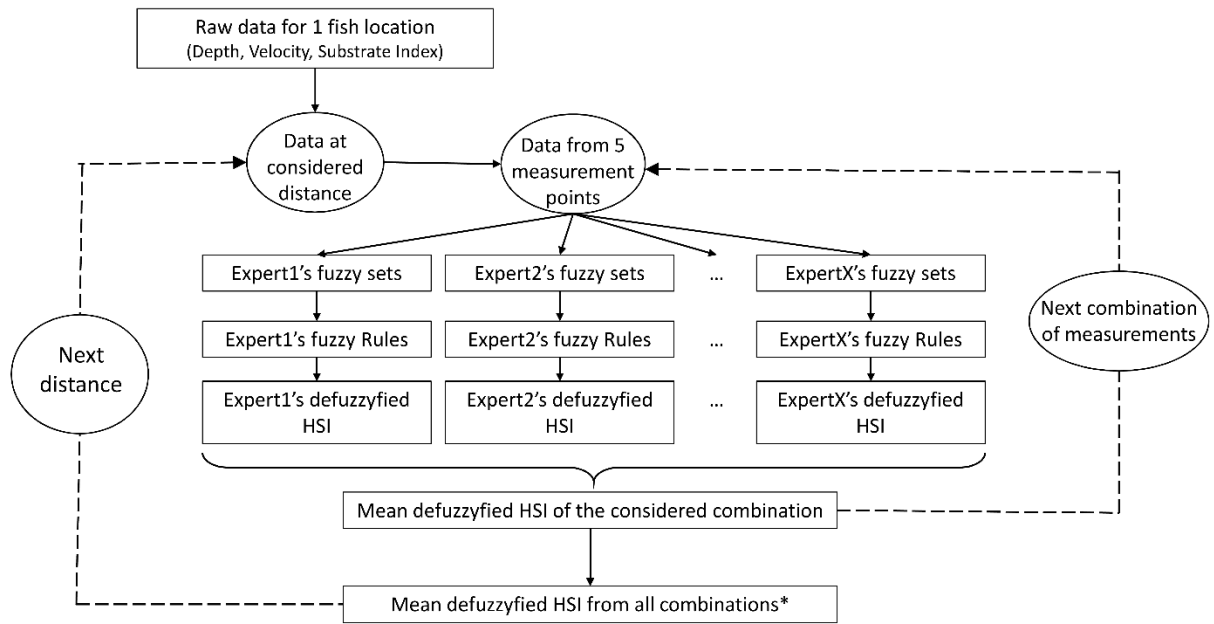 Raw data for 1 fish location
(Depth, Velocity, Substrate Index)
Data at
considered
distance
Data from 5
measurement
points
Expert1's fuzzy sets
Expert2's fuzzy sets
...
ExpertX's fuzzy sets
Expert1's fuzzy Rules
Expert2's fuzzy Rules
...
ExpertX's fuzzy Rules
Expert1's defuzzyfied
HSI
Expert2's defuzzyfied
HSI
...
ExpertX's defuzzyfied
HSI
Next
distance
Next combination
of measurements
Mean defuzzyfied HSI of the considered combination
Mean defuzzyfied HSI from all combinations*